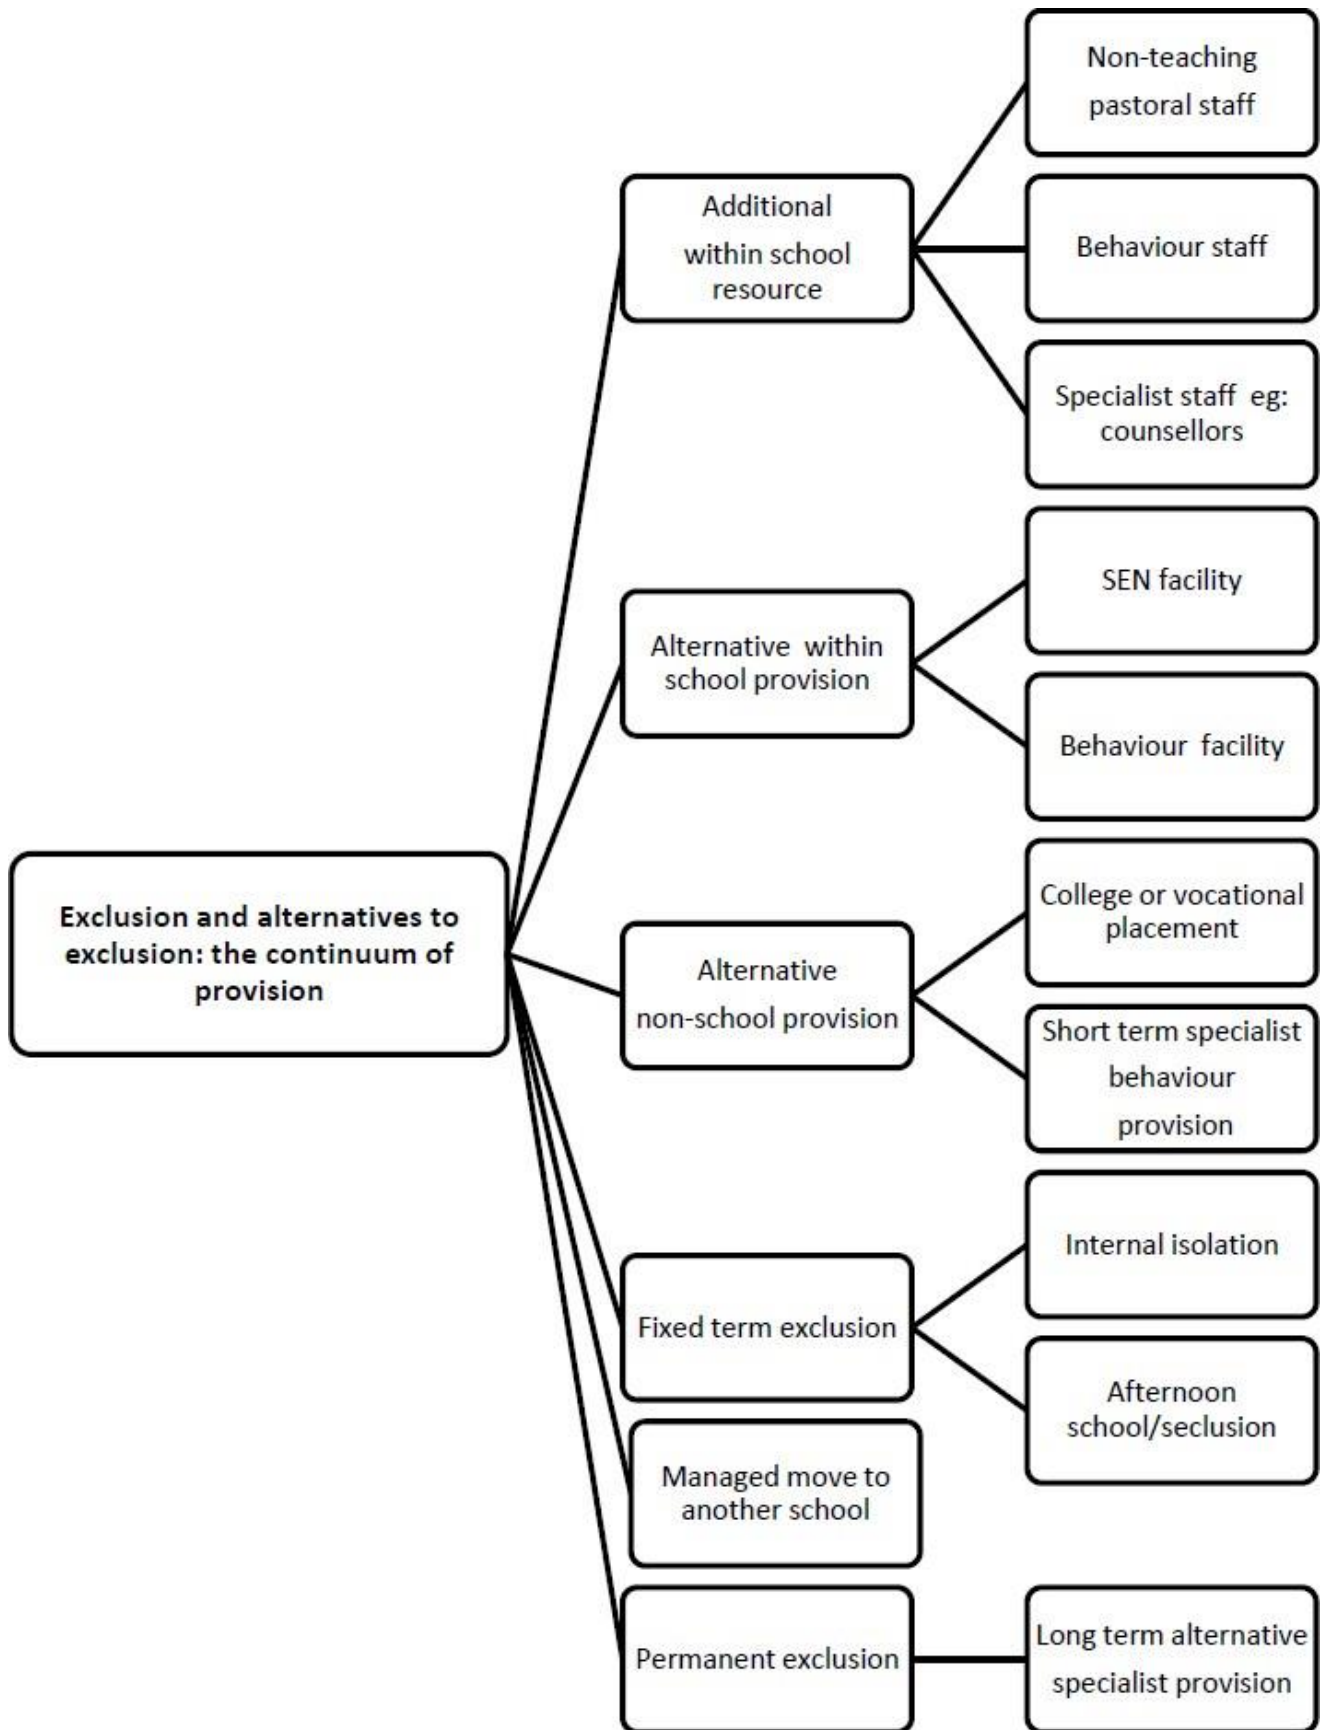 Exclusion and alternatives to
exclusion: the continuum of
provision
Additional
within school
resource
Non-teaching
pastoral staff
Behaviour staff
Specialist staff eg:
counsellors
Alternative within
school provision
SEN facility
Behaviour facility
Alternative
non-school provision
College or vocational
placement
Short term specialist
behaviour
provision
Fixed term exclusion
Internal isolation
Afternoon
school/seclusion
Managed move to
another school
Permanent exclusion
Long term alternative
specialist provision